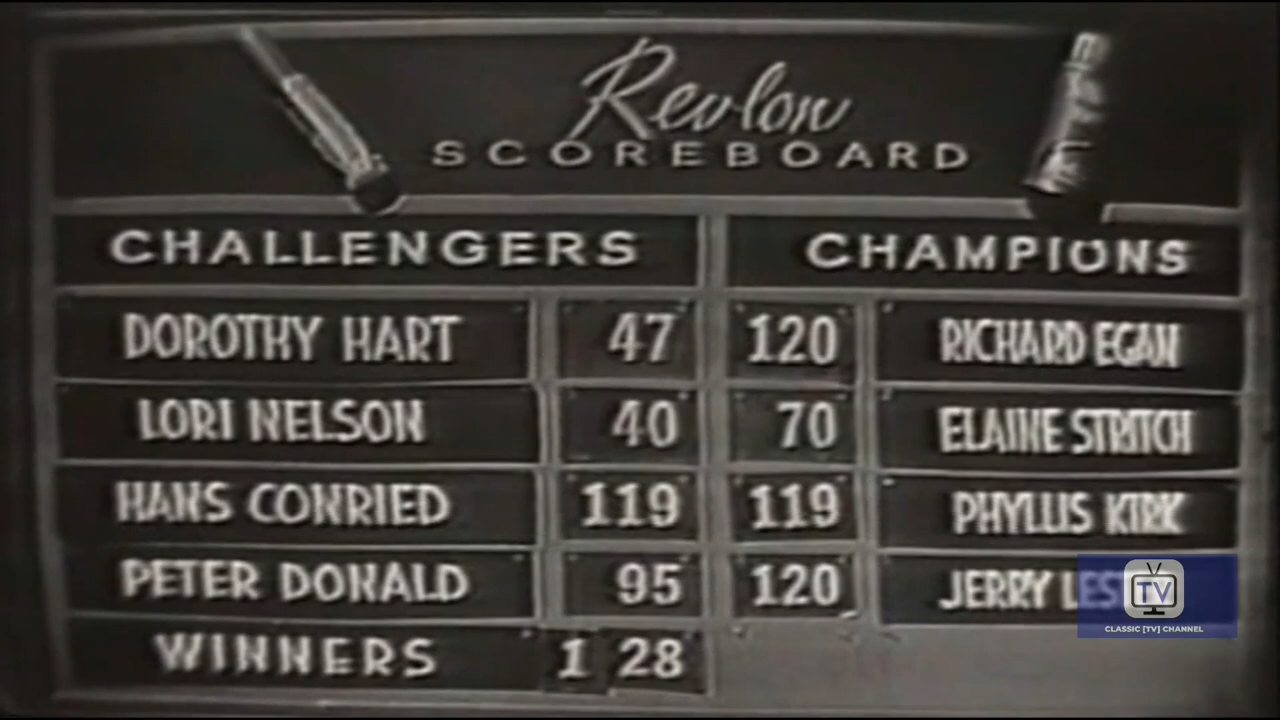 Revlon
SCOREBOARD
CHALLENGERS CHAMPIONS
DOROTHY HART 47 120 RICHARD EGAN
LORI NELSON 40 70 ELAINE STRITCH
HANS CONRIED 119 119 PHYLLIS KIRK
PETER DONALD 95 120 JERRY
WINNERS 1 28
TV
CLASSIC [TV] CHANNEL